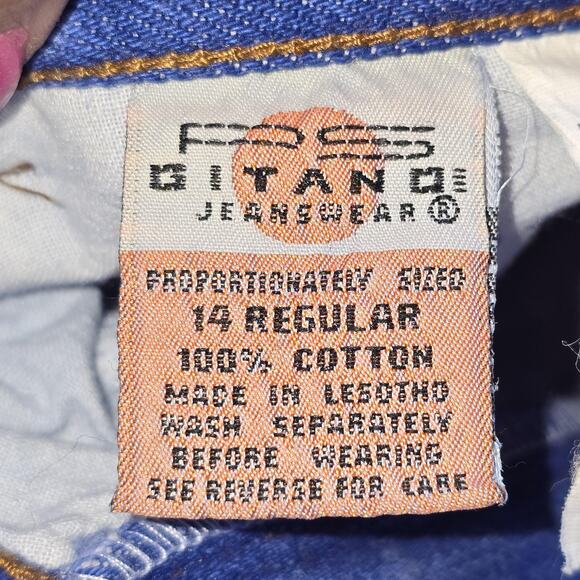 PS
GITANO
JEANSWEAR®
PROPORTIONATELY SIZED
14 REGULAR
100% COTTON
MADE IN LESOTHO
WASH SEPARATELY
BEFORE WEARING
SEE REVERSE FOR CARE